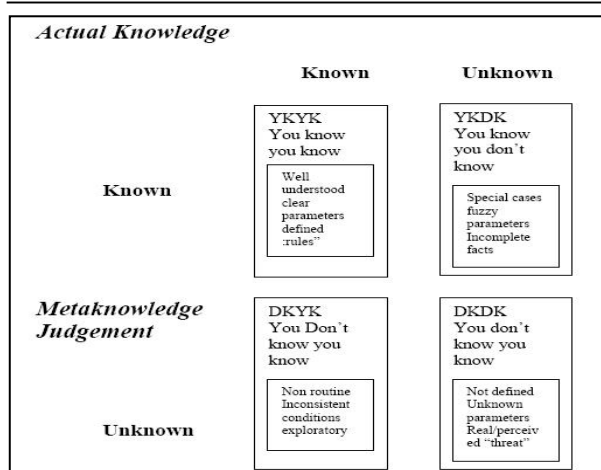 Actual Knowledge
Known Unknown
YKYK
You know
you know
Well
understood
clear
parameters
defined
:rules”
YKDK
You know
you don’t
know
Special cases
fuzzy
parameters
Incomplete
facts
Known
Metaknowledge
Judgement
DKYK
You Don’t
know you
know
Non routine
Inconsistent
conditions
exploratory
DKDK
You don’t
know you
know
Not defined
Unknown
parameters
Real/perceiv
ed “threat”
Unknown